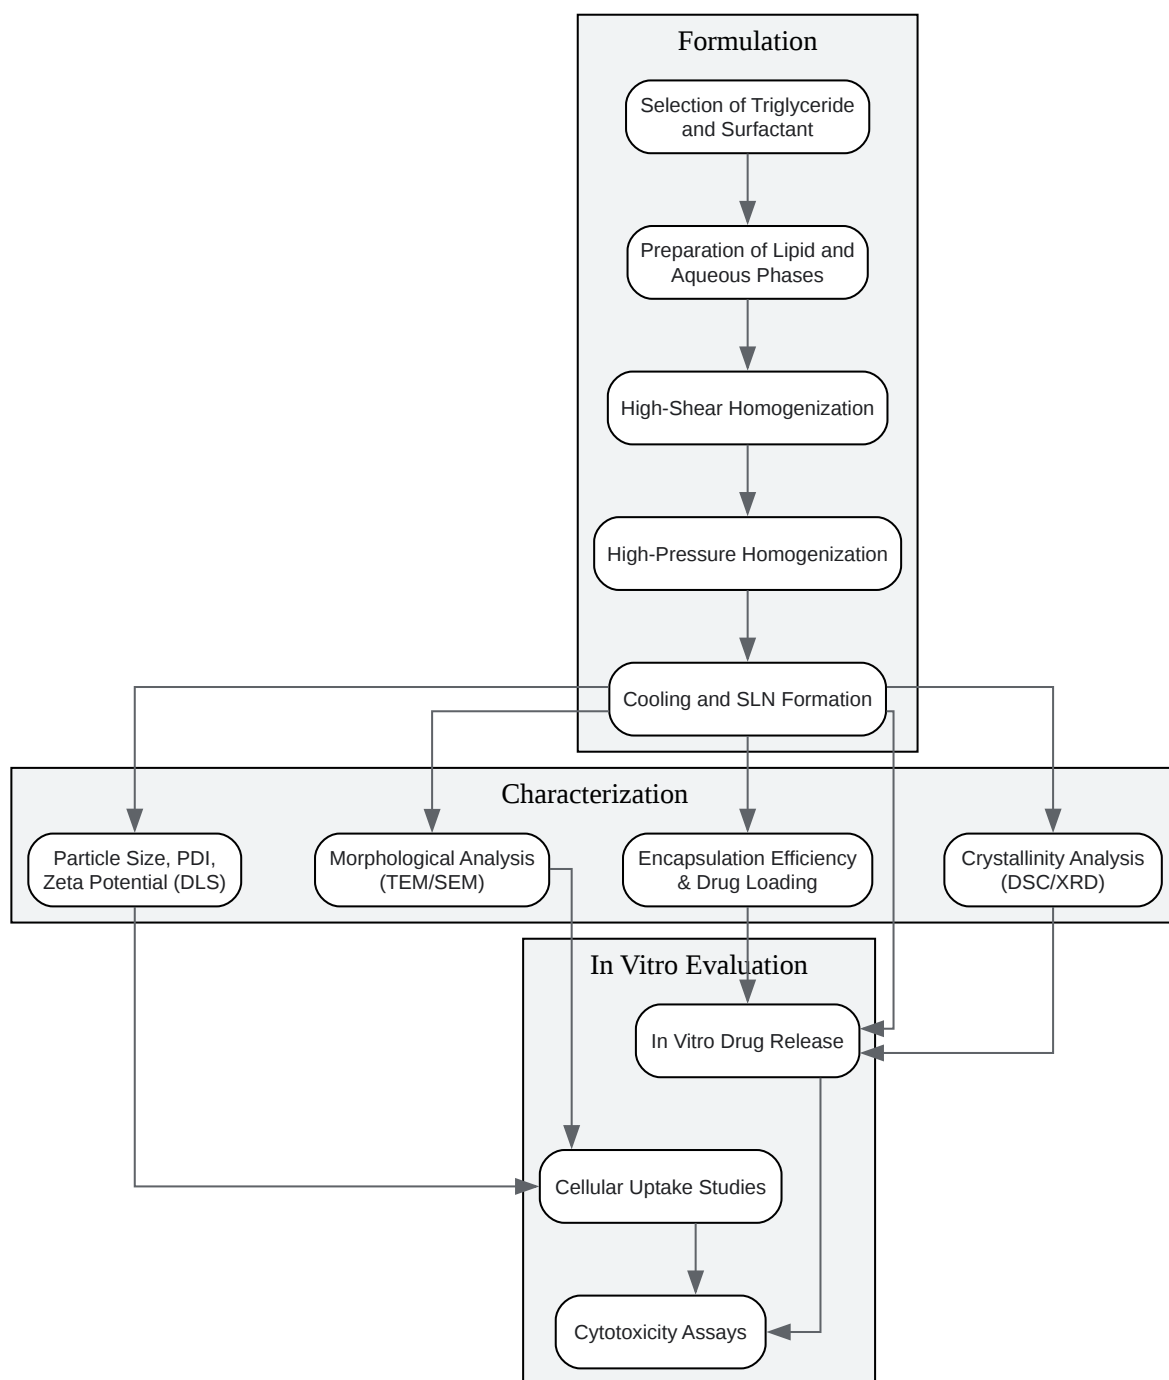 Formulation
Selection of Triglyceride
and Surfactant
Preparation of Lipid and
Aqueous Phases
High-Shear Homogenization
High-Pressure Homogenization
Cooling and SLN Formation
Characterization
Particle Size, PDI,
Zeta Potential (DLS)
Morphological Analysis
(TEM/SEM)
Encapsulation Efficiency
& Drug Loading
Crystallinity Analysis
(DSC/XRD)
In Vitro Evaluation
In Vitro Drug Release
Cellular Uptake Studies
Cytotoxicity Assays